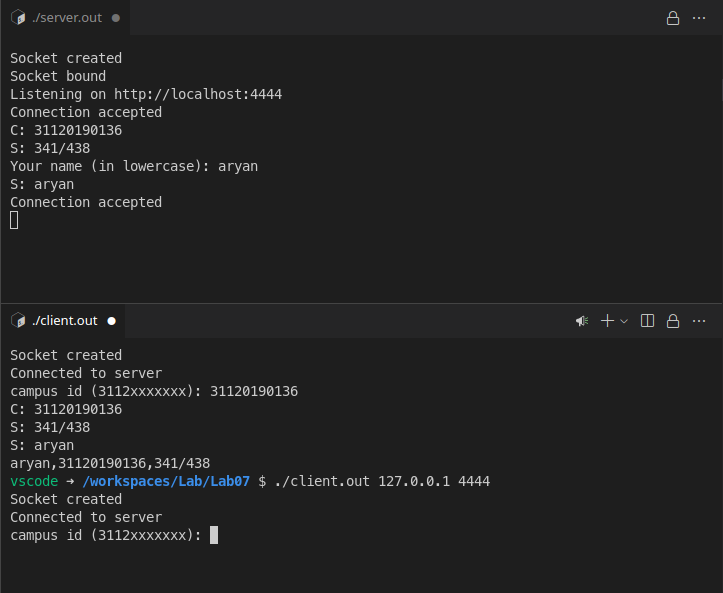 ./server.out
Socket created
Socket bound
Listening on http://localhost:4444
Connection accepted
C: 31120190136
S: 341/438
Your name (in lowercase): aryan
S: aryan
Connection accepted
./client.out
Socket created
Connected to server
campus id (3112xxxxxxx): 31120190136
C: 31120190136
S: 341/438
S: aryan
aryan,31120190136,341/438
vscode → /workspaces/Lab/Lab07 $ ./client.out 127.0.0.1 4444
Socket created
Connected to server
campus id (3112xxxxxxx):